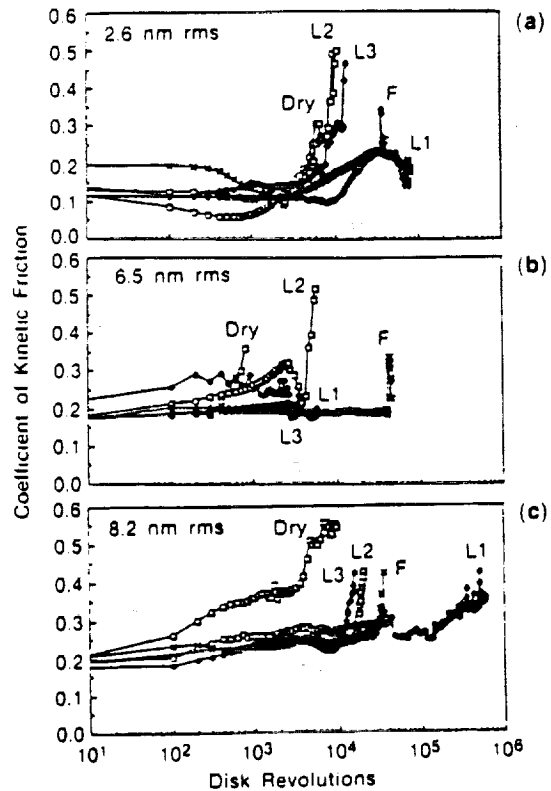 (a)
2.6 nm rms
L2
L3
Dry
F
L1
0.6
0.5
0.4
0.3
0.2
0.1
0.0
(b)
6.5 nm rms
L2
Dry
F
L1
L3
0.6
0.5
0.4
0.3
0.2
0.1
0.0
(c)
8.2 nm rms
Dry
L3
L2
F
L1
0.6
0.5
0.4
0.3
0.2
0.1
0.0
10¹ 10² 10³ 10⁴ 10⁵ 10⁶
Disk Revolutions
Coefficient of Kinetic Friction